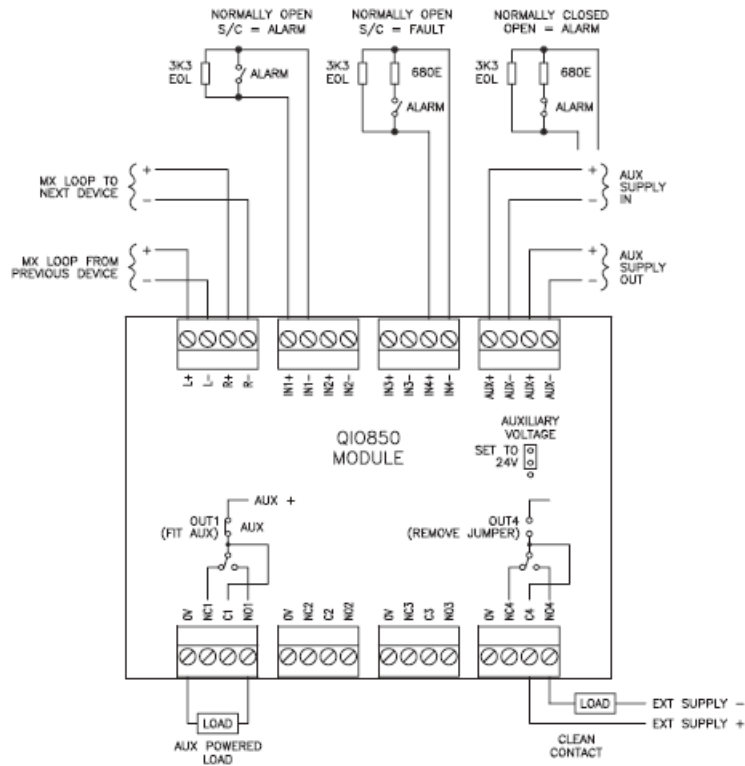 NORMALLY OPEN
S/C = ALARM
NORMALLY OPEN
S/C = FAULT
NORMALLY CLOSED
OPEN = ALARM
3K3
EOL
ALARM
3K3
EOL
680E
ALARM
3K3
EOL
680E
ALARM
MX LOOP TO
NEXT DEVICE
+
−
+
−
AUX
SUPPLY
IN
MX LOOP FROM
PREVIOUS DEVICE
+
−
+
−
AUX
SUPPLY
OUT
L+
L-
R+
R-
IN1+
IN1-
IN2+
IN2-
IN3+
IN3-
IN4+
IN4-
AUX+
AUX-
AUX+
AUX-
QIO850
MODULE
AUXILIARY
VOLTAGE
SET TO
24V
AUX +
OUT1
(FIT AUX)
AUX
OUT4
(REMOVE JUMPER)
0V
NC1
C1
NO1
0V
NC2
C2
NO2
0V
NC3
C3
NO3
0V
NC4
C4
NO4
LOAD
AUX POWERED
LOAD
LOAD
EXT SUPPLY −
EXT SUPPLY +
CLEAN
CONTACT